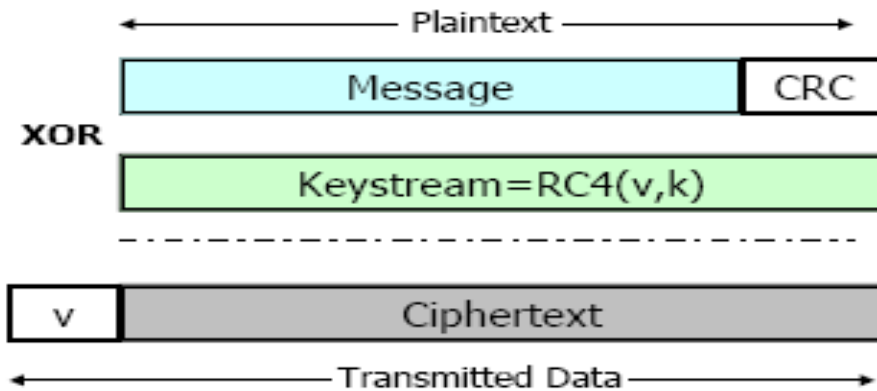 Plaintext
Message CRC
XOR
Keystream=RC4(v,k)
v Ciphertext
Transmitted Data